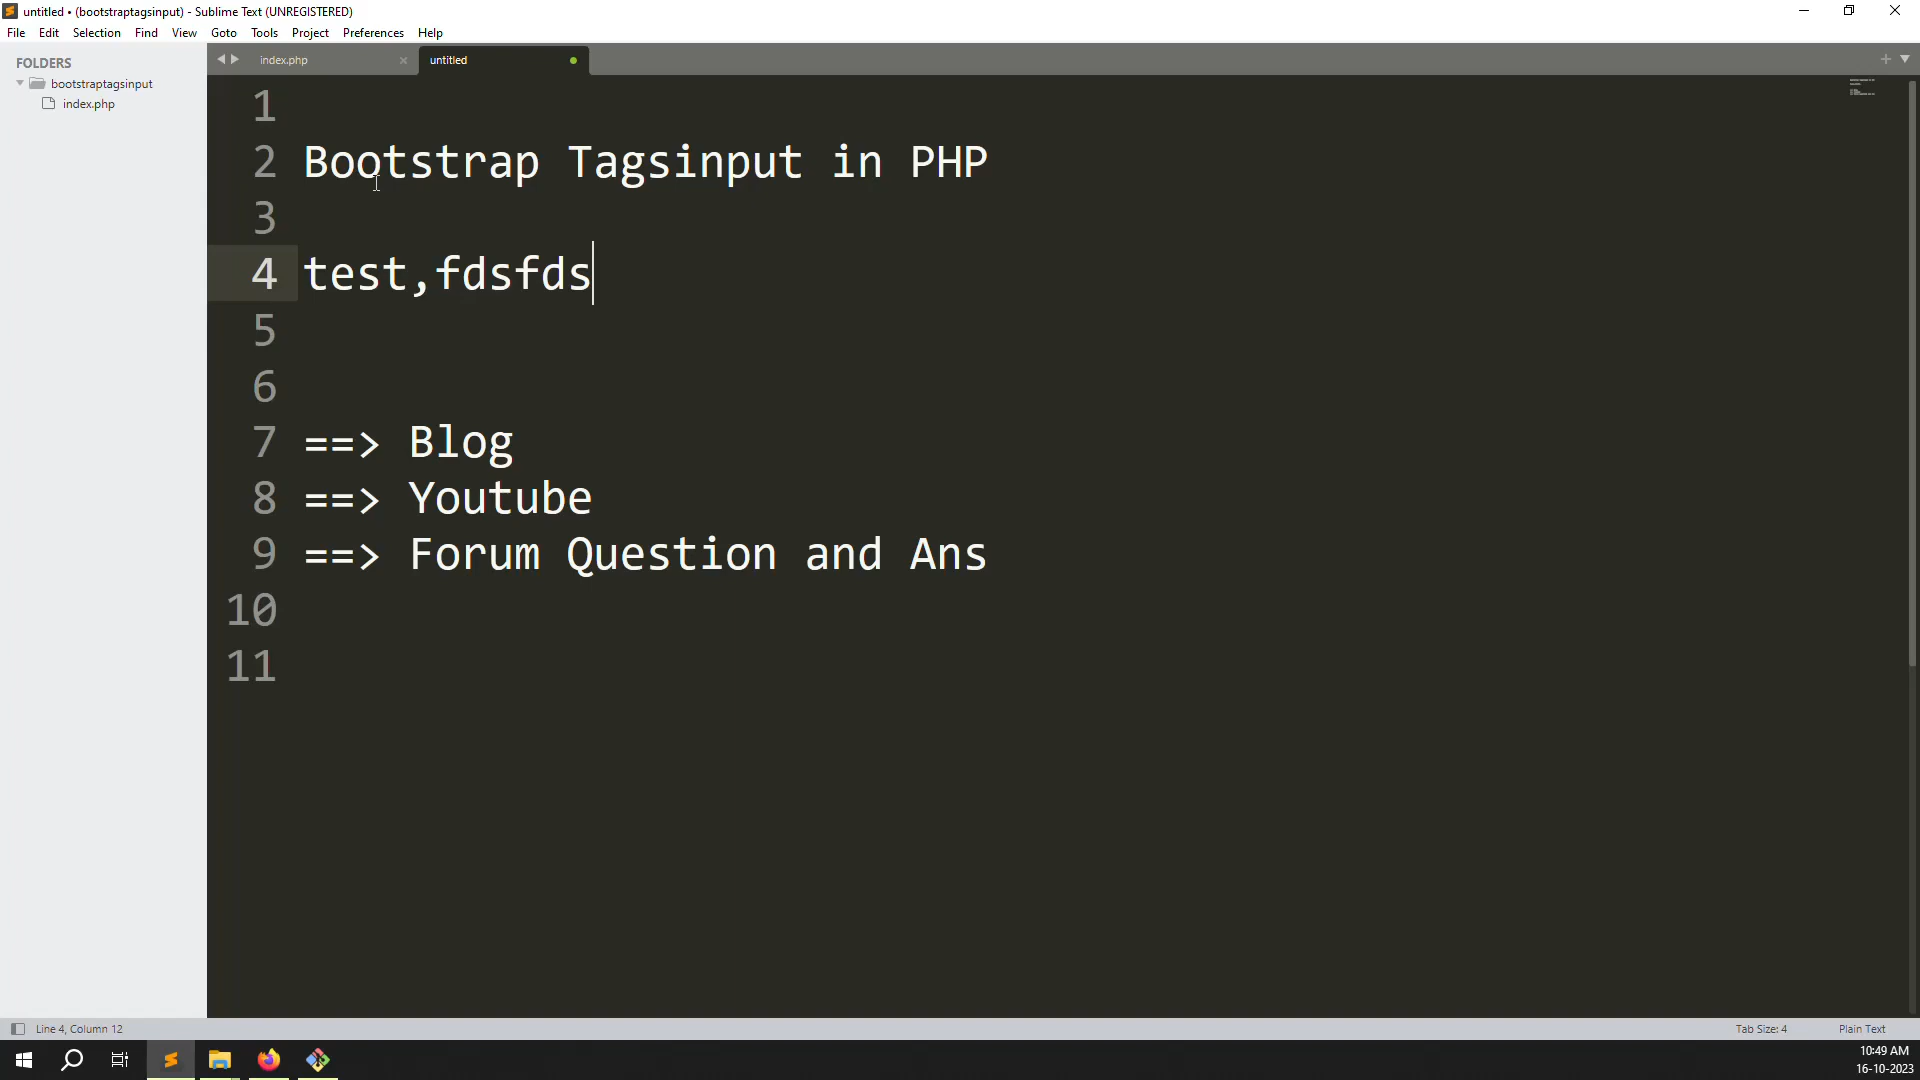 untitled • (bootstraptagsinput) - Sublime Text (UNREGISTERED)
File Edit Selection Find View Goto Tools Project Preferences Help
FOLDERS
bootstraptagsinput
index.php
index.php
untitled
1
2 Bootstrap Tagsinput in PHP
3
4 test,fdsfds
5
6
7 ==> Blog
8 ==> Youtube
9 ==> Forum Question and Ans
10
11
Line 4, Column 12
Tab Size: 4
Plain Text
10:49 AM
16-10-2023